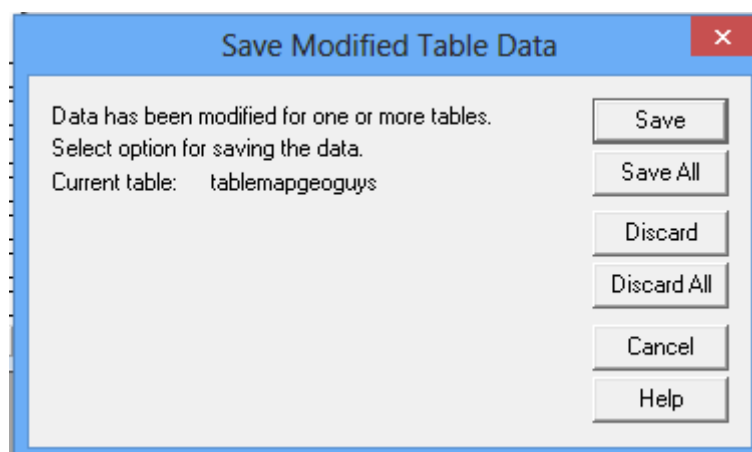 Save Modified Table Data
Data has been modified for one or more tables.
Select option for saving the data.
Current table: tablemapgeoguys
Save
Save All
Discard
Discard All
Cancel
Help